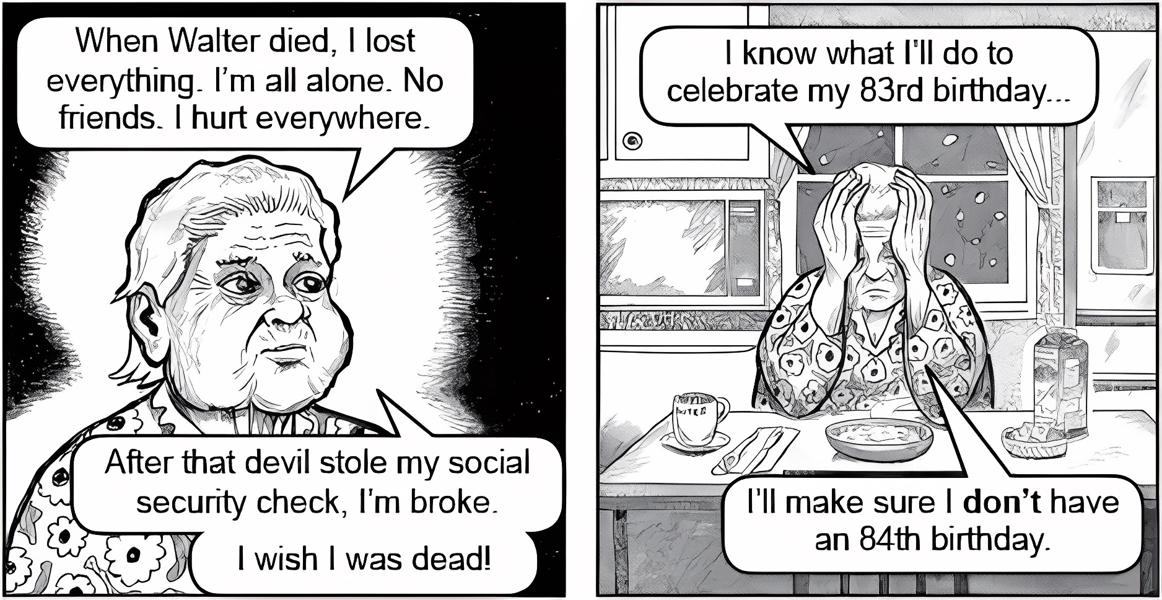 When Walter died, I lost
everything. I'm all alone. No
friends. I hurt everywhere.
After that devil stole my social
security check, I'm broke.
I wish I was dead!
I know what I'll do to
celebrate my 83rd birthday...
I'll make sure I don't have
an 84th birthday.